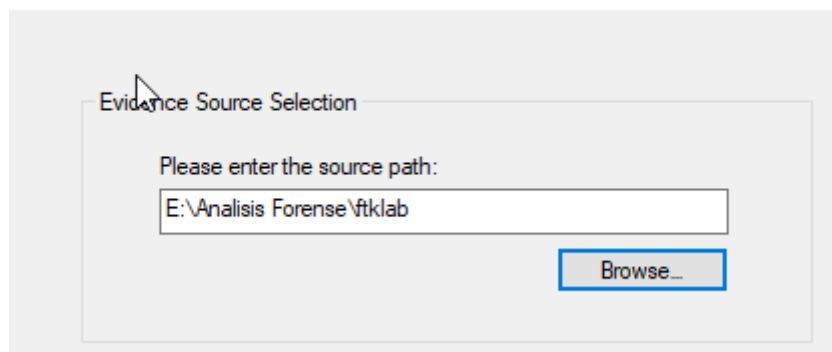 Evidence Source Selection
Please enter the source path:
E:\Analisis Forense\ftklab
Browse...